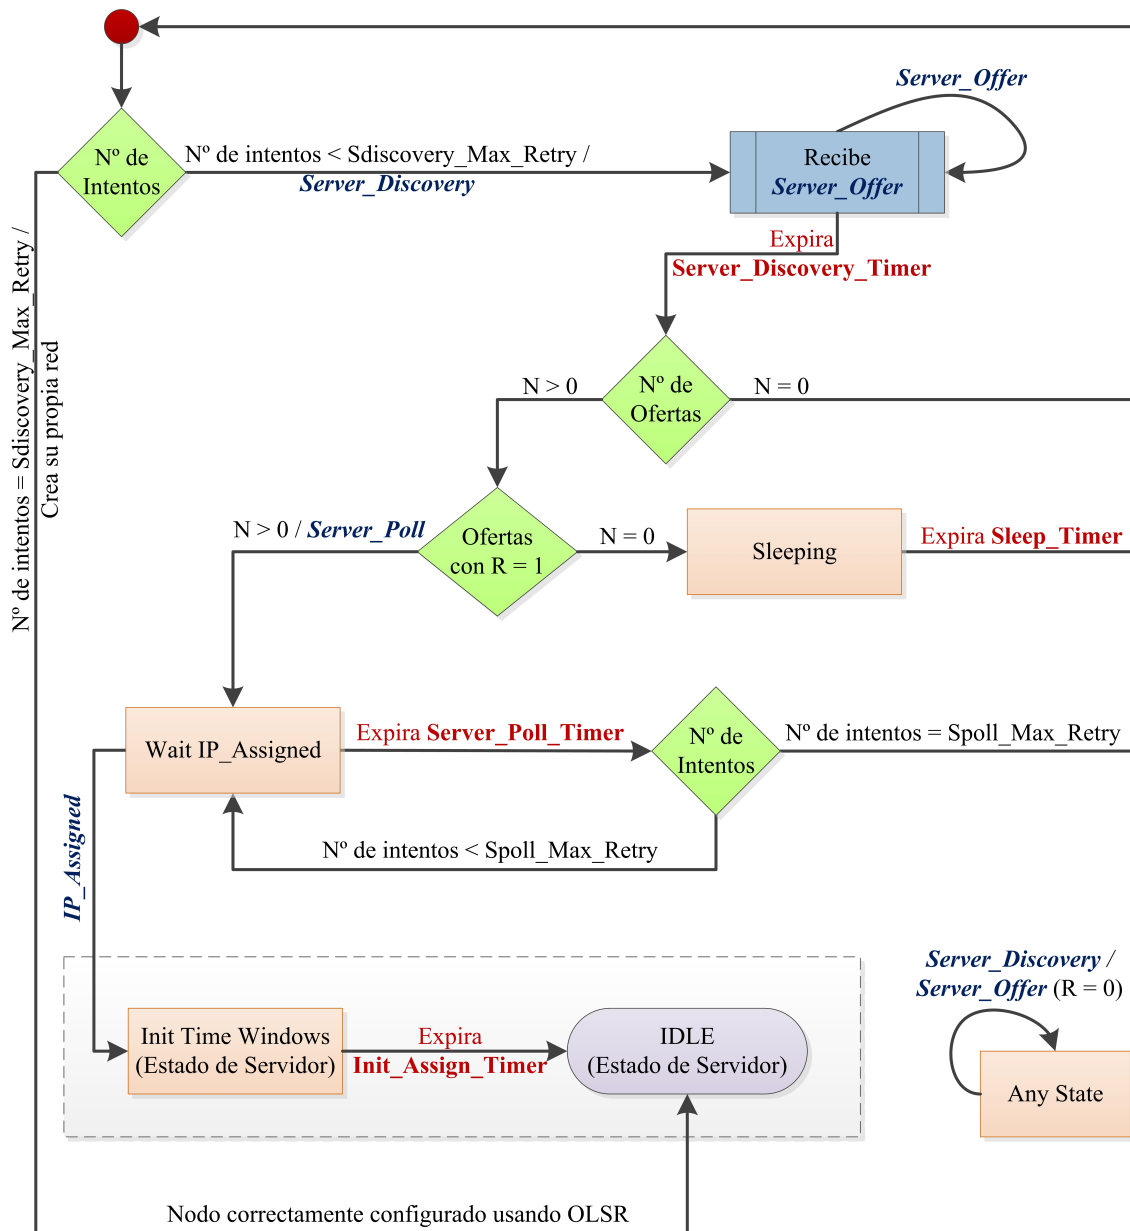 Server_Offer
Nº de
Intentos
Nº de intentos < Sdiscovery_Max_Retry /
Server_Discovery
Recibe
Server_Offer
Expira
Server_Discovery_Timer
Nº de intentos = Sdiscovery_Max_Retry /
Crea su propia red
N > 0
Nº de
Ofertas
N = 0
N > 0 / Server_Poll
Ofertas
con R = 1
N = 0
Sleeping
Expira Sleep_Timer
Wait IP_Assigned
Expira Server_Poll_Timer
Nº de
Intentos
Nº de intentos = Spoll_Max_Retry
Nº de intentos < Spoll_Max_Retry
IP_Assigned
Server_Discovery /
Server_Offer (R = 0)
Init Time Windows
(Estado de Servidor)
Expira
Init_Assign_Timer
IDLE
(Estado de Servidor)
Any State
Nodo correctamente configurado usando OLSR